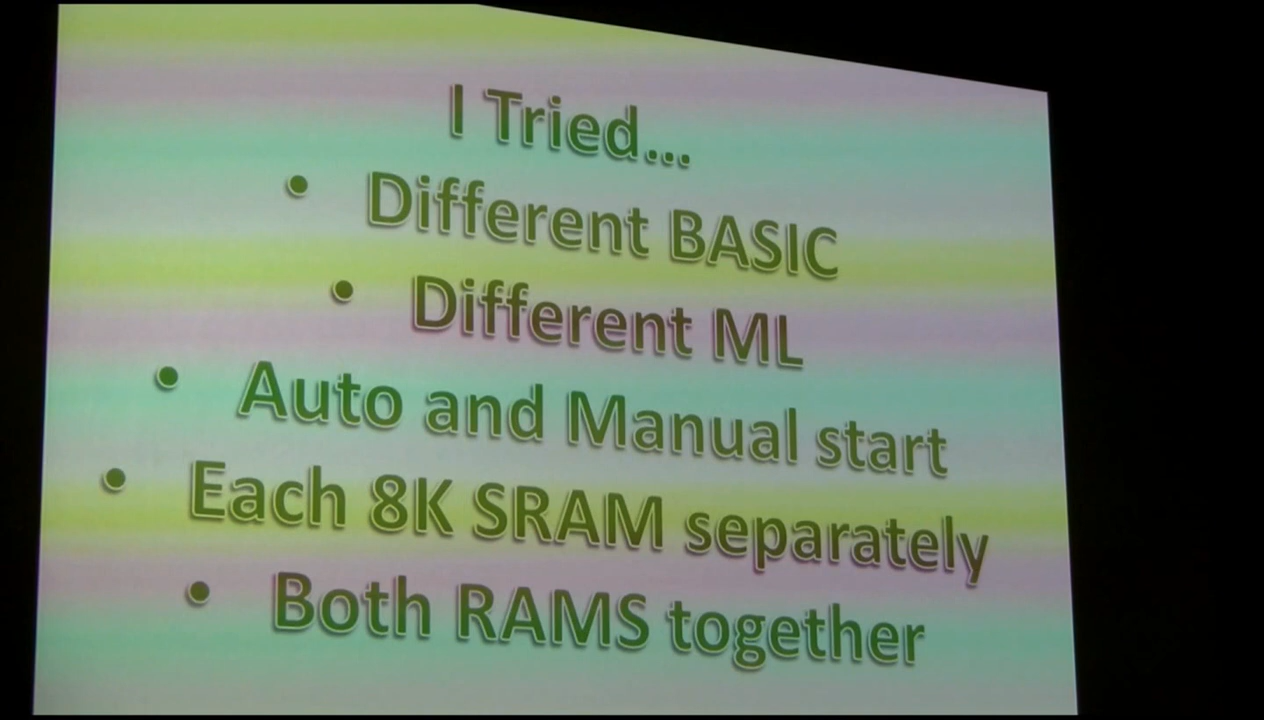 I Tried...
• Different BASIC
• Different ML
• Auto and Manual start
• Each 8K SRAM separately
• Both RAMS together